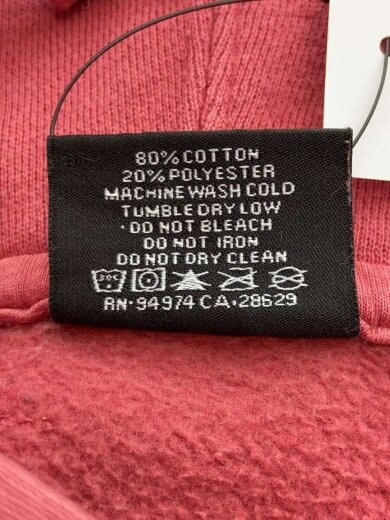 80% COTTON
20% POLYESTER
MACHINE WASH COLD
TUMBLE DRY LOW
· DO NOT BLEACH
DO NOT IRON
DO NOT DRY CLEAN
30C
RN·94974 CA·28629